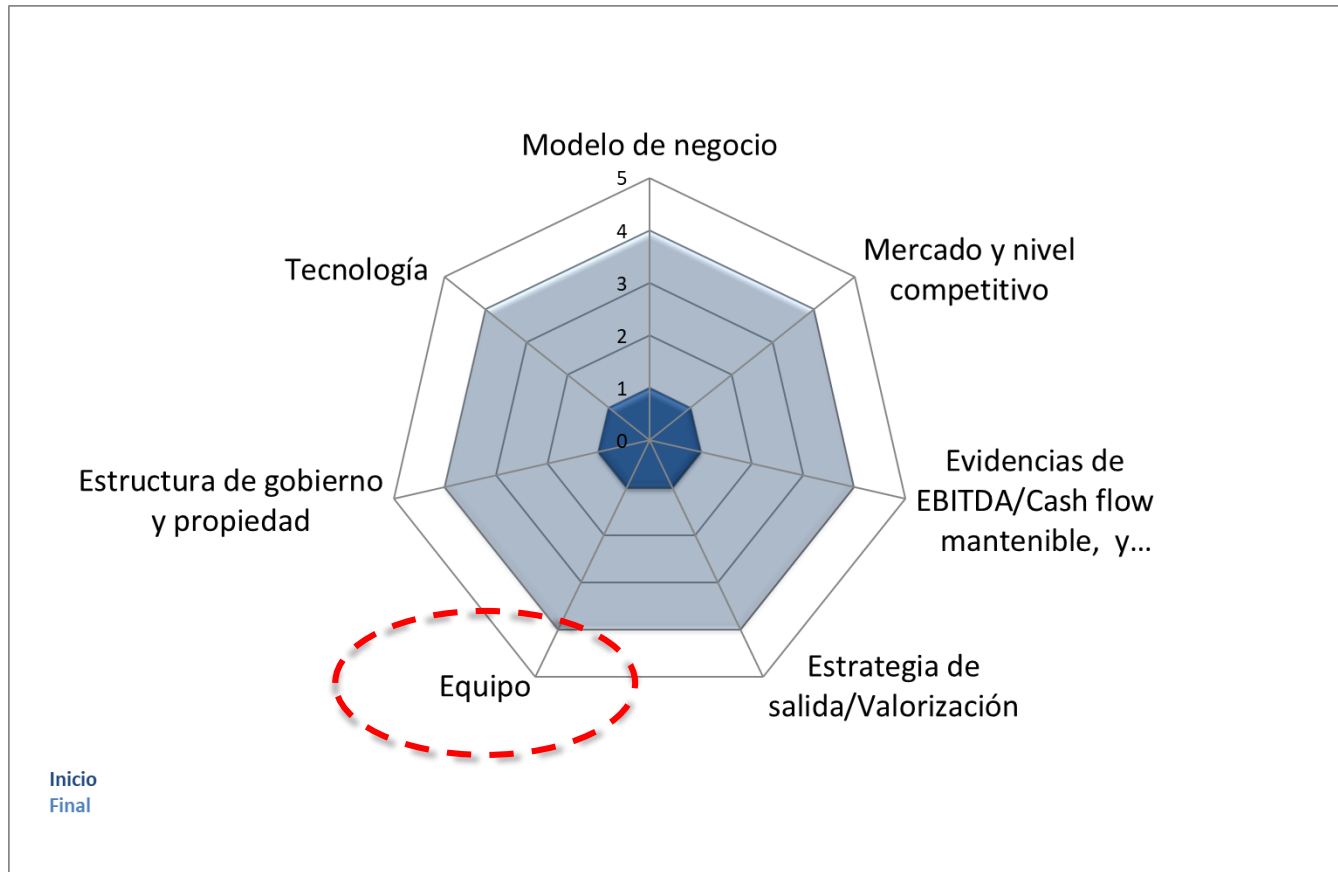 Modelo de negocio
5
4
3
2
1
0
Mercado y nivel
competitivo
Evidencias de
EBITDA/Cash flow
mantenible, y...
Estrategia de
salida/Valorización
Equipo
Estructura de gobierno
y propiedad
Tecnología
Inicio
Final